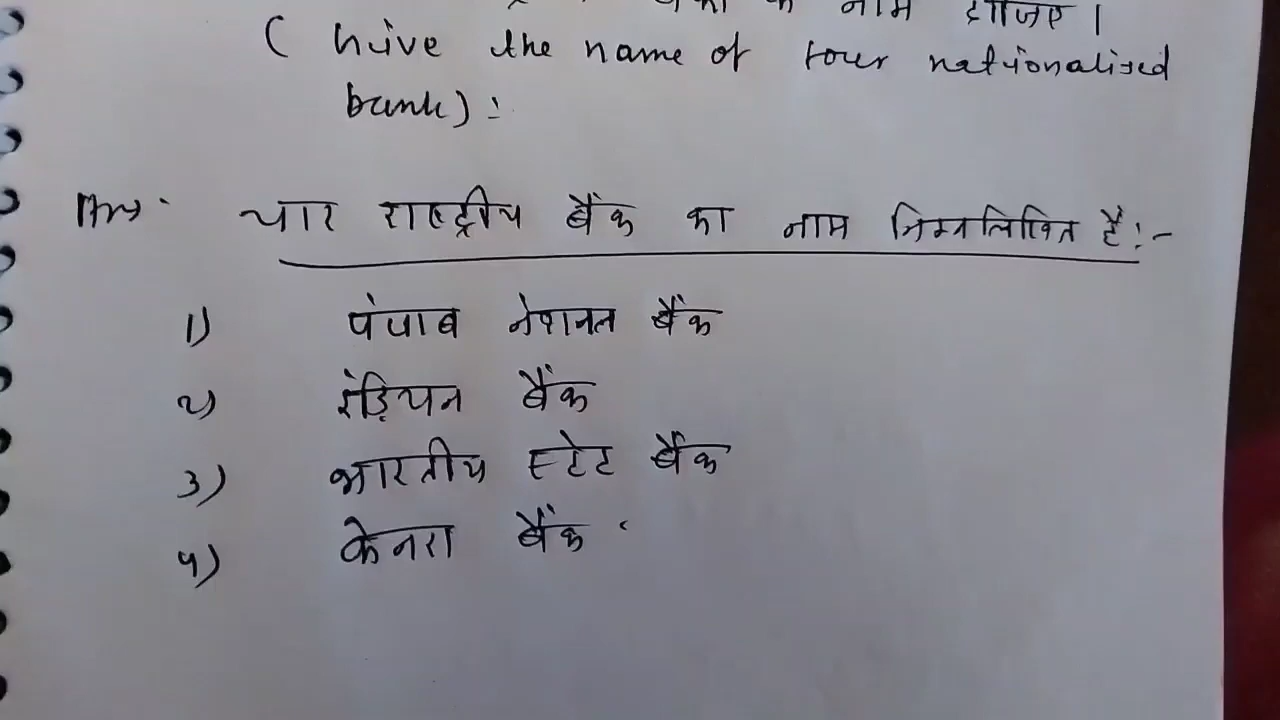 के नाम दीजिए।
( Give the name of four nationalised
bank) :
Ans. चार राष्ट्रीय बैंक का नाम निम्नलिखित है:-
1) पंजाब नेशनल बैंक
2) इंड़ियन बैंक
3) भारतीय स्टेट बैंक
4) केनरा बैंक